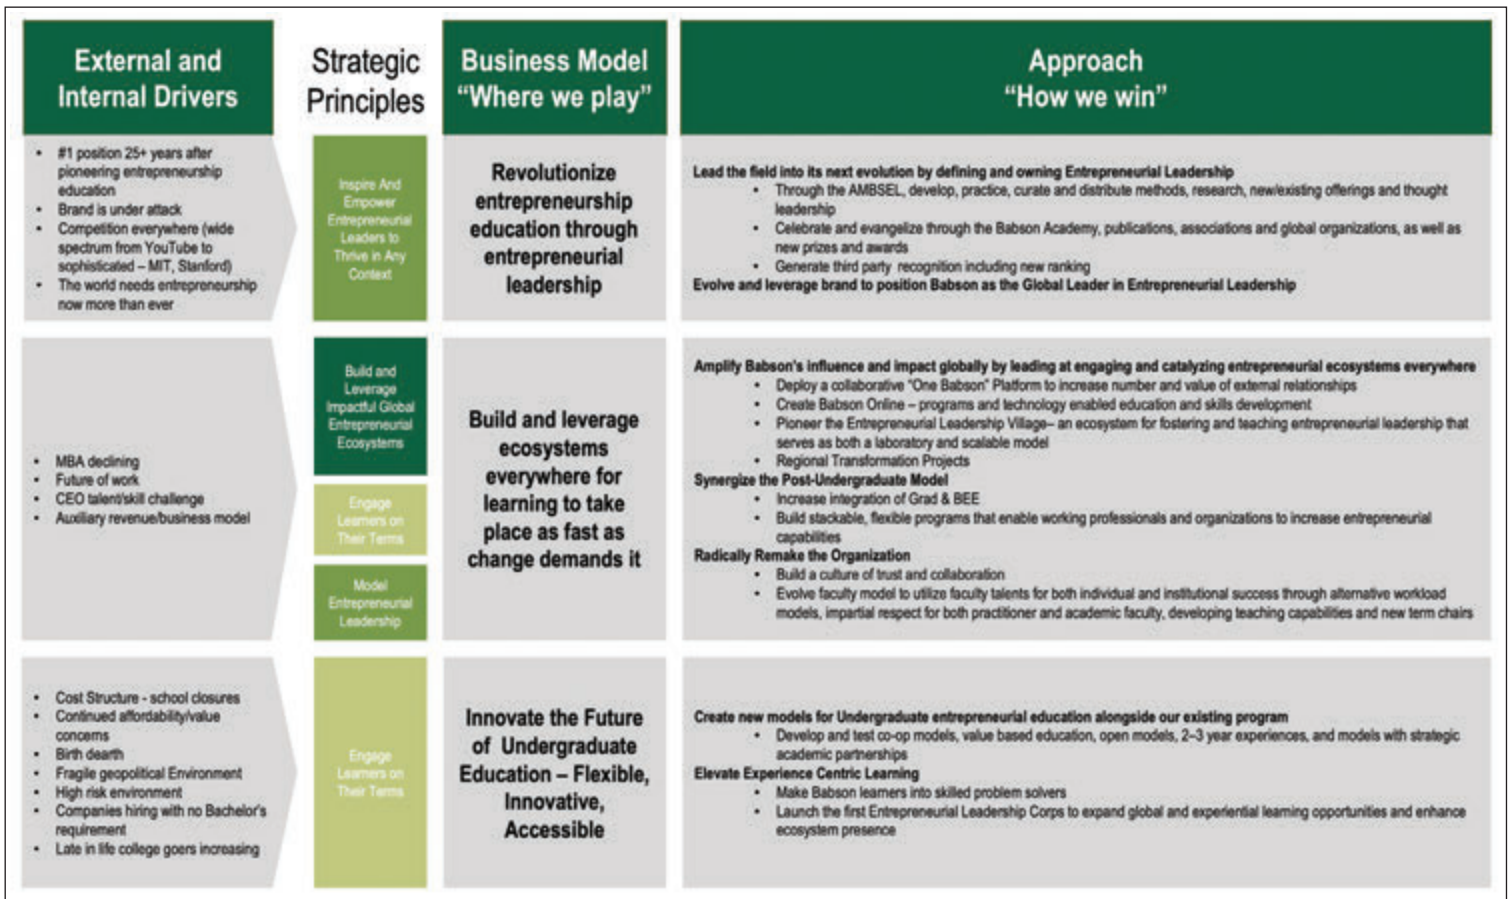 External and
Internal Drivers
Strategic
Principles
Business Model
“Where we play”
Approach
“How we win”
• #1 position 25+ years after
pioneering entrepreneurship
education
• Brand is under attack
• Competition everywhere (wide
spectrum from YouTube to
sophisticated – MIT, Stanford)
• The world needs entrepreneurship
now more than ever
Inspire And
Empower
Entrepreneurial
Leaders to
Thrive in Any
Context
Revolutionize
entrepreneurship
education through
entrepreneurial
leadership
Lead the field into its next evolution by defining and owning Entrepreneurial Leadership
• Through the AMBSEL, develop, practice, curate and distribute methods, research, new/existing offerings and thought
leadership
• Celebrate and evangelize through the Babson Academy, publications, associations and global organizations, as well as
new prizes and awards
• Generate third party recognition including new ranking
Evolve and leverage brand to position Babson as the Global Leader in Entrepreneurial Leadership
• MBA declining
• Future of work
• CEO talent/skill challenge
• Auxiliary revenue/business model
Build and
Leverage
Impactful Global
Entrepreneurial
Ecosystems
Engage
Learners on
Their Terms
Model
Entrepreneurial
Leadership
Build and leverage
ecosystems
everywhere for
learning to take
place as fast as
change demands it
Amplify Babson's influence and impact globally by leading at engaging and catalyzing entrepreneurial ecosystems everywhere
• Deploy a collaborative “One Babson” Platform to increase number and value of external relationships
• Create Babson Online – programs and technology enabled education and skills development
• Pioneer the Entrepreneurial Leadership Village– an ecosystem for fostering and teaching entrepreneurial leadership that
serves as both a laboratory and scalable model
• Regional Transformation Projects
Synergize the Post-Undergraduate Model
• Increase integration of Grad & BEE
• Build stackable, flexible programs that enable working professionals and organizations to increase entrepreneurial
capabilities
Radically Remake the Organization
• Build a culture of trust and collaboration
• Evolve faculty model to utilize faculty talents for both individual and institutional success through alternative workload
models, impartial respect for both practitioner and academic faculty, developing teaching capabilities and new term chairs
• Cost Structure - school closures
• Continued affordability/value
concerns
• Birth dearth
• Fragile geopolitical Environment
• High risk environment
• Companies hiring with no Bachelor's
requirement
• Late in life college goers increasing
Engage
Learners on
Their Terms
Innovate the Future
of Undergraduate
Education – Flexible,
Innovative,
Accessible
Create new models for Undergraduate entrepreneurial education alongside our existing program
• Develop and test co-op models, value based education, open models, 2–3 year experiences, and models with strategic
academic partnerships
Elevate Experience Centric Learning
• Make Babson learners into skilled problem solvers
• Launch the first Entrepreneurial Leadership Corps to expand global and experiential learning opportunities and enhance
ecosystem presence